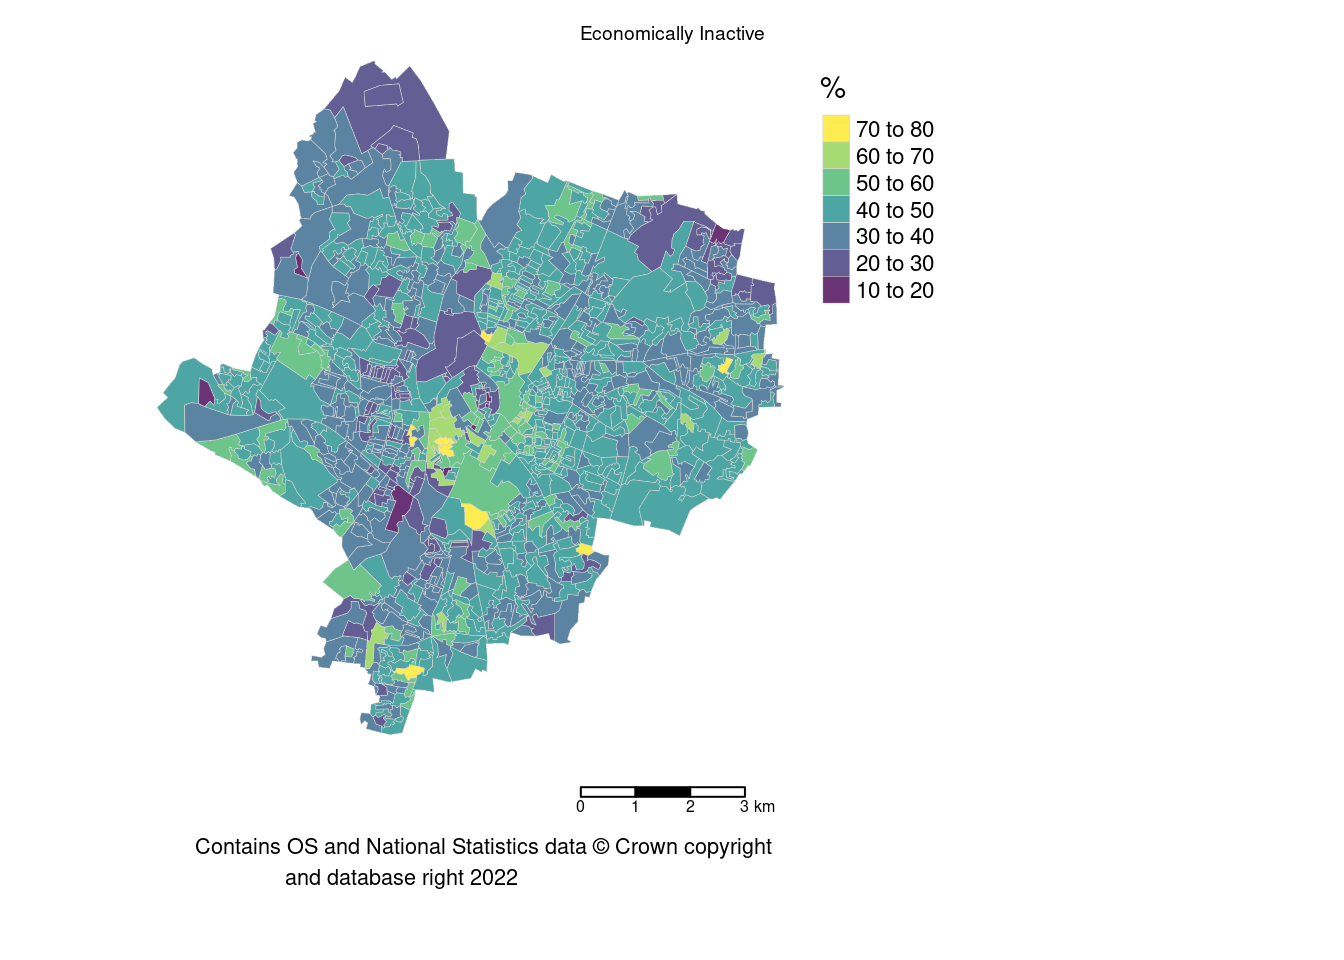 Economically Inactive
%
70 to 80
60 to 70
50 to 60
40 to 50
30 to 40
20 to 30
10 to 20
0 1 2 3 km
Contains OS and National Statistics data © Crown copyright
and database right 2022